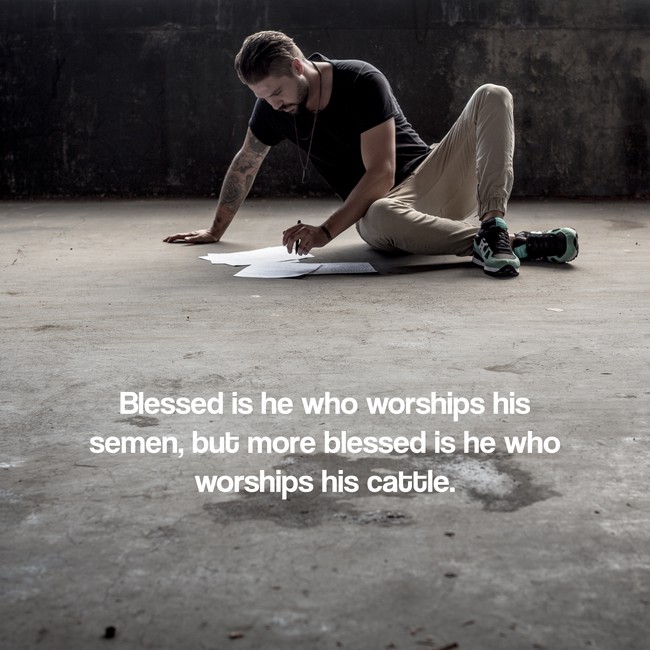 Blessed is he who worships his
semen, but more blessed is he who
worships his cattle.